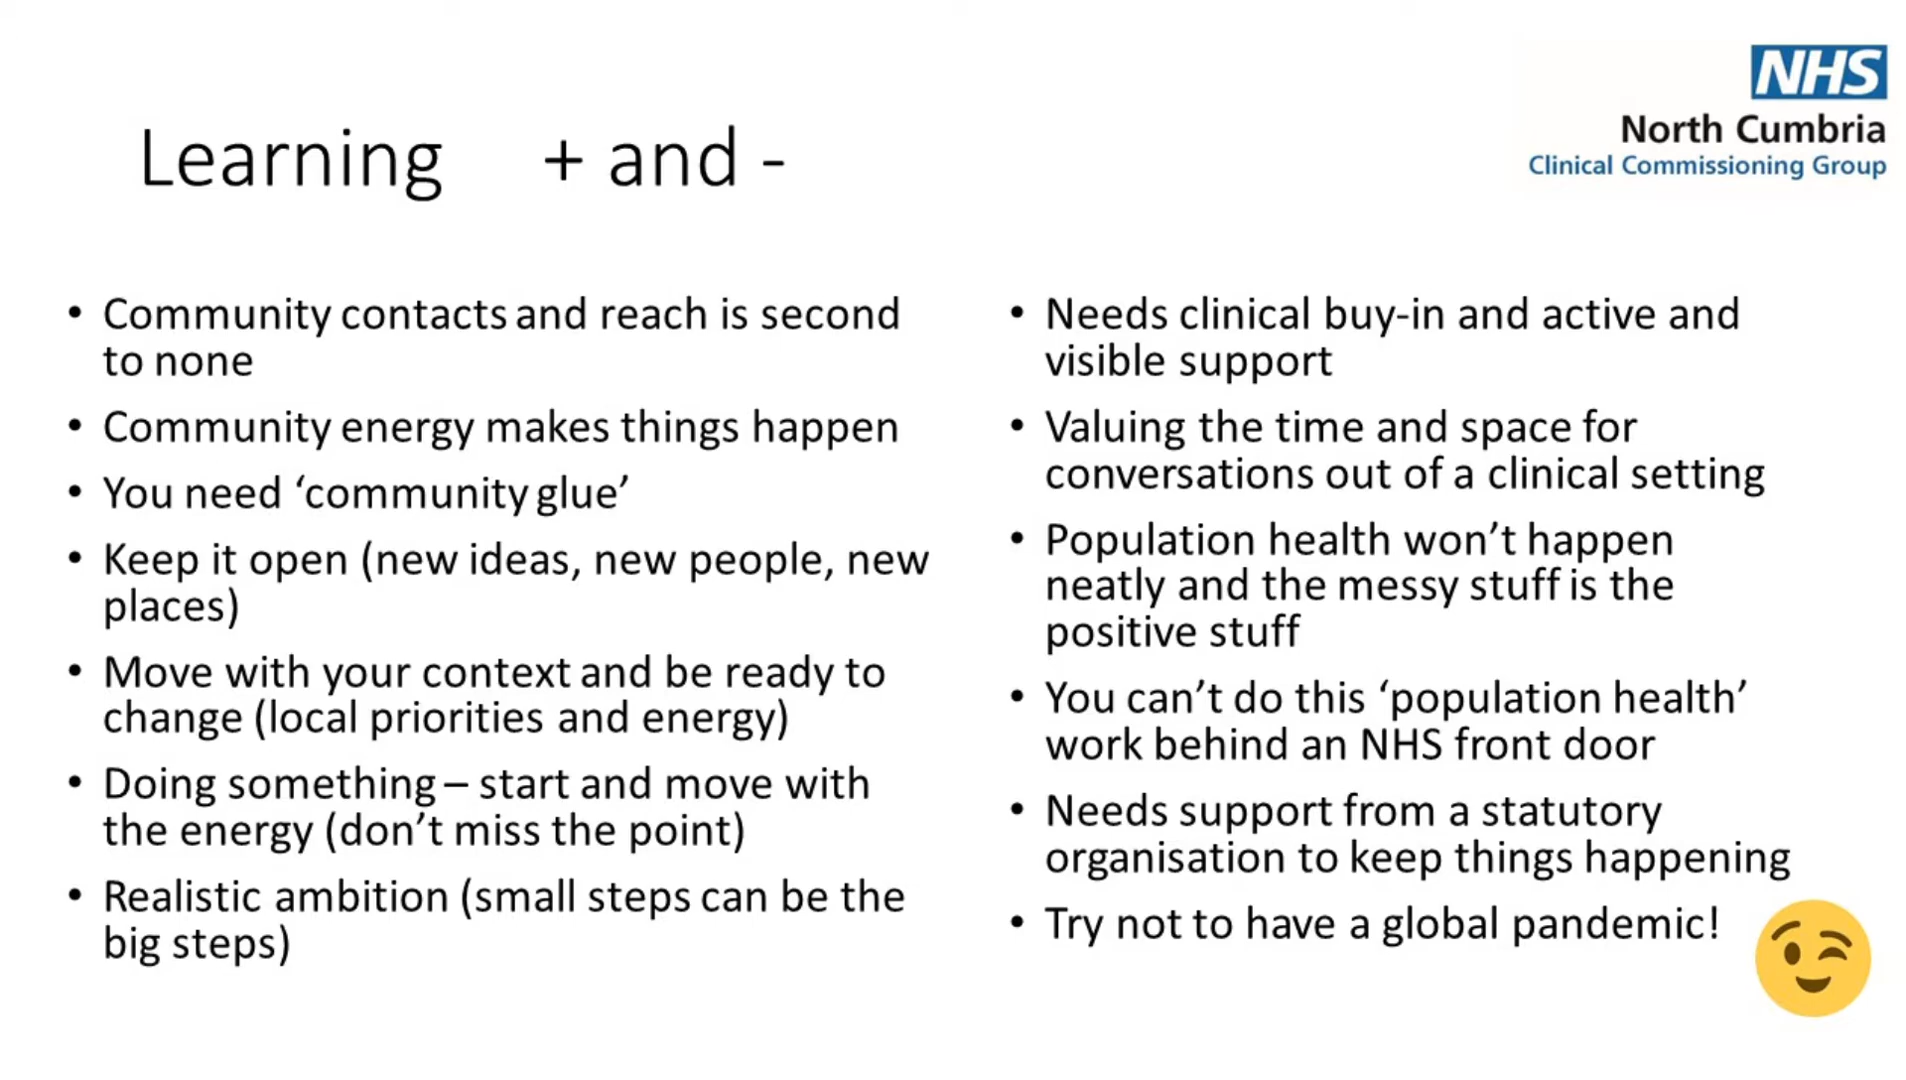 NHS
North Cumbria
Clinical Commissioning Group
Learning + and -
• Community contacts and reach is second
to none
• Community energy makes things happen
• You need ‘community glue’
• Keep it open (new ideas, new people, new
places)
• Move with your context and be ready to
change (local priorities and energy)
• Doing something – start and move with
the energy (don’t miss the point)
• Realistic ambition (small steps can be the
big steps)
• Needs clinical buy-in and active and
visible support
• Valuing the time and space for
conversations out of a clinical setting
• Population health won’t happen
neatly and the messy stuff is the
positive stuff
• You can’t do this ‘population health’
work behind an NHS front door
• Needs support from a statutory
organisation to keep things happening
• Try not to have a global pandemic!